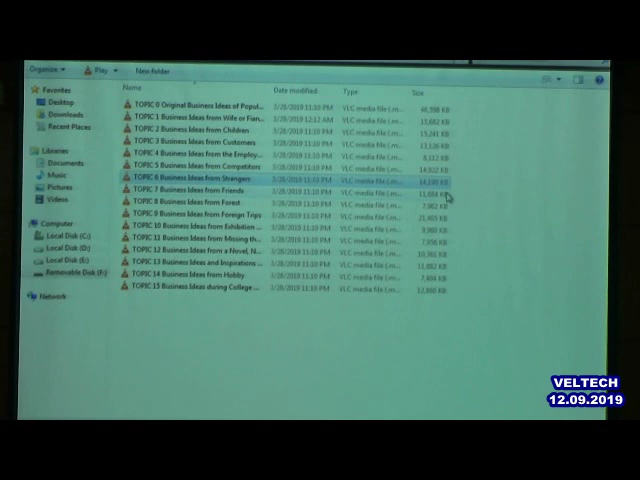 Organize Play New folder
Name Date modified Type Size
Favorites
Desktop
Downloads
Recent Places
Libraries
Documents
Music
Pictures
Videos
Computer
Local Disk (C:)
Local Disk (D:)
Local Disk (E:)
Removable Disk (F:)
Network
TOPIC 0 Original Business Ideas of Popul... 3/28/2019 11:10 PM VLC media file (.m...
TOPIC 1 Business Ideas from Wife or Fian... 3/28/2019 12:12 AM VLC media file (.m... 15,682 KB
TOPIC 2 Business Ideas from Children 3/28/2019 11:10 PM VLC media file (.m... 15,241 KB
TOPIC 3 Business Ideas from Customers 3/28/2019 11:10 PM VLC media file (.m... 13,126 KB
TOPIC 4 Business Ideas from the Employ... 3/28/2019 11:10 PM VLC media file (.m... 8,112 KB
TOPIC 5 Business Ideas from Competitors 3/28/2019 11:10 PM VLC media file (.m... 14,922 KB
TOPIC 6 Business Ideas from Strangers 3/28/2019 11:10 PM VLC media file (.m... 14,190 KB
TOPIC 7 Business Ideas from Friends 3/28/2019 11:10 PM VLC media file (.m... 11,684 KB
TOPIC 8 Business Ideas from Forest 3/28/2019 11:10 PM VLC media file (.m... 7,962 KB
TOPIC 9 Business Ideas from Foreign Trips 3/28/2019 11:10 PM VLC media file (.m... 21,465 KB
TOPIC 10 Business Ideas from Exhibition ... 3/28/2019 11:10 PM VLC media file (.m... 9,960 KB
TOPIC 11 Business Ideas from Missing th... 3/28/2019 11:10 PM VLC media file (.m... 7,956 KB
TOPIC 12 Business Ideas from a Novel, N... 3/28/2019 11:10 PM VLC media file (.m... 10,361 KB
TOPIC 13 Business Ideas and Inspirations ... 3/28/2019 11:10 PM VLC media file (.m... 11,882 KB
TOPIC 14 Business Ideas from Hobby 3/28/2019 11:10 PM VLC media file (.m... 7,404 KB
TOPIC 15 Business Ideas during College ... 3/28/2019 11:10 PM VLC media file (.m... 12,860 KB
VELTECH
12.09.2019